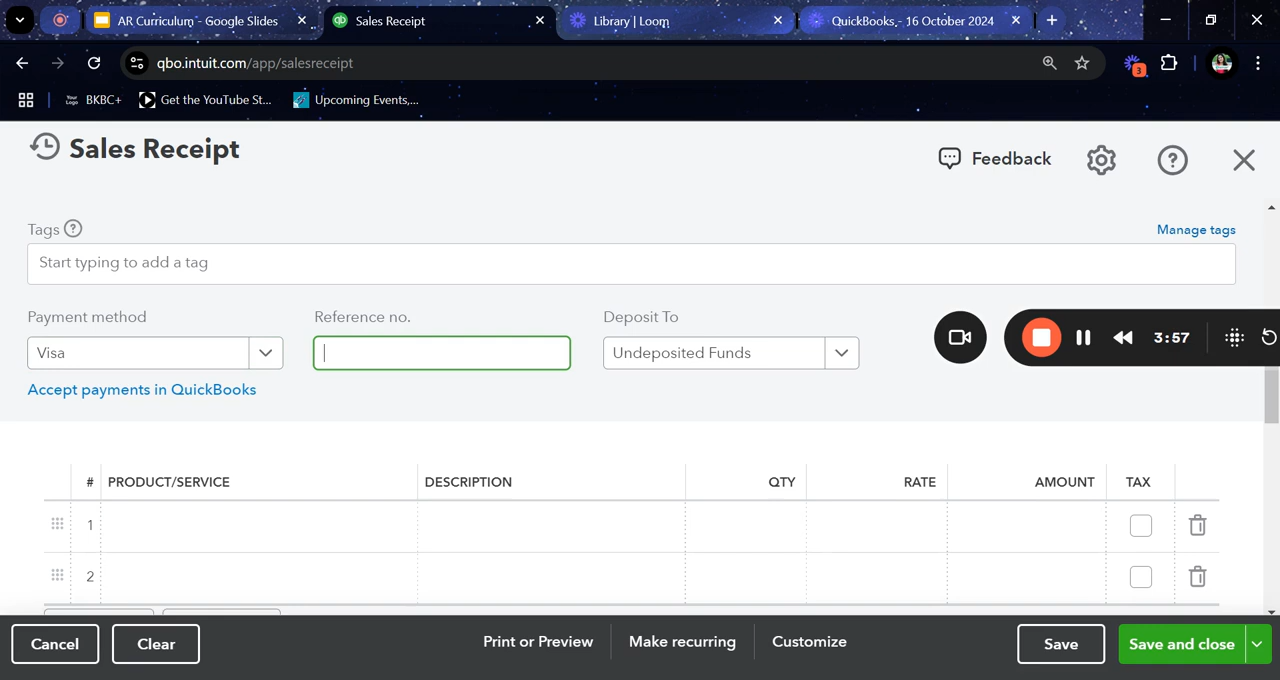 AR Curriculum - Google Slides
Sales Receipt
Library | Loom
QuickBooks - 16 October 2024
qbo.intuit.com/app/salesreceipt
3
BKBC+
Get the YouTube St...
Upcoming Events,...
Sales Receipt
Feedback
Tags
Manage tags
Start typing to add a tag
Payment method
Reference no.
Deposit To
Visa
Undeposited Funds
3:57
Accept payments in QuickBooks
# PRODUCT/SERVICE DESCRIPTION QTY RATE AMOUNT TAX
1
2
Cancel
Clear
Print or Preview
Make recurring
Customize
Save
Save and close